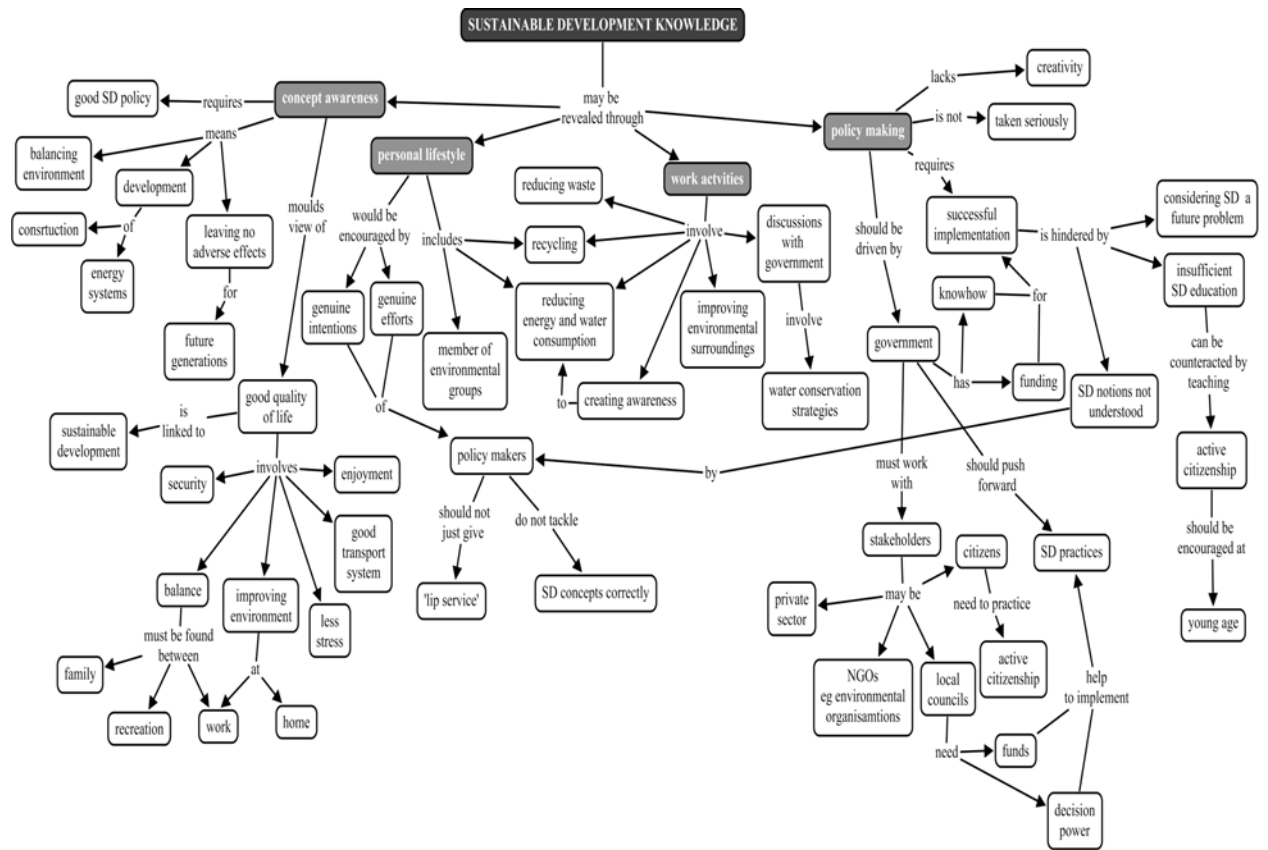 SUSTAINABLE DEVELOPMENT KNOWLEDGE
may be
revealed through
concept awareness
requires
good SD policy
means
balancing
environment
development
of
consrtuction
energy
systems
leaving no
adverse effects
for
future
generations
moulds
view of
good quality
of life
is
linked to
sustainable
development
involves
security
enjoyment
good
transport
system
less
stress
improving
environment
at
home
balance
must be found
between
family
recreation
work
personal lifestyle
would be
encouraged by
genuine
intentions
genuine
efforts
of
policy makers
should not
just give
'lip service'
do not tackle
SD concepts correctly
includes
member of
environmental
groups
work actvities
involve
reducing waste
recycling
reducing
energy and water
consumption
to
creating awareness
improving
environmental
surroundings
discussions
with
government
involve
water conservation
strategies
policy making
lacks
creativity
is not
taken seriously
requires
successful
implementation
is hindered by
considering SD a
future problem
insufficient
SD education
can be
counteracted by
teaching
active
citizenship
should be
encouraged at
young age
SD notions not
understood
by
should be
driven by
government
has
knowhow
funding
for
must work
with
stakeholders
may be
private
sector
NGOs
eg environmental
organisamtions
local
councils
citizens
need to practice
active
citizenship
need
funds
decision
power
help
to implement
should push
forward
SD practices